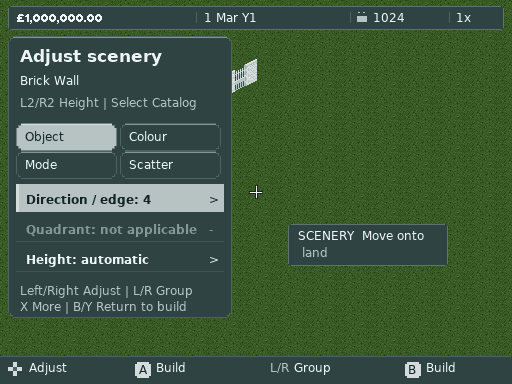 £1,000,000.00
1 Mar Y1
1024
1x
Adjust scenery
Brick Wall
L2/R2 Height | Select Catalog
Object
Colour
Mode
Scatter
Direction / edge: 4 >
Quadrant: not applicable -
Height: automatic >
Left/Right Adjust | L/R Group
X More | B/Y Return to build
SCENERY Move onto
land
Adjust
A Build
L/R Group
B Build